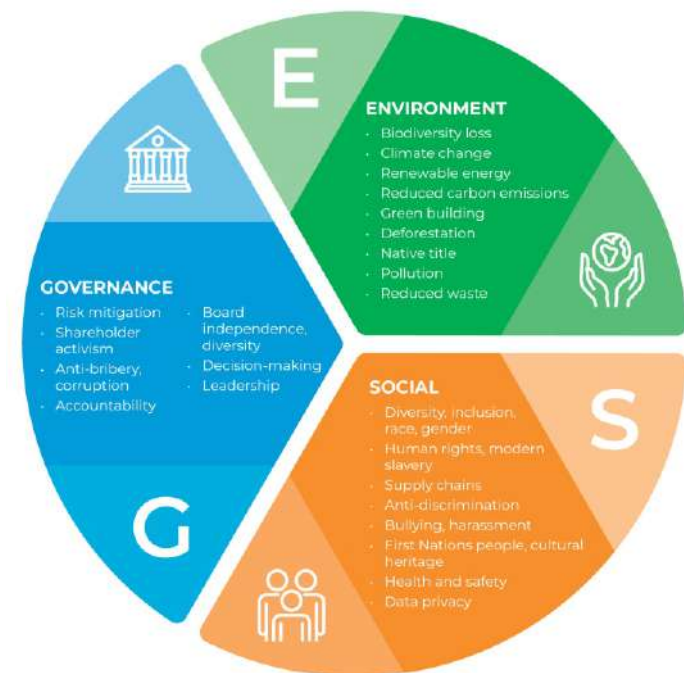 E
ENVIRONMENT
· Biodiversity loss
· Climate change
· Renewable energy
· Reduced carbon emissions
· Green building
· Deforestation
· Native title
· Pollution
· Reduced waste
GOVERNANCE
· Risk mitigation
· Shareholder
activism
· Anti-bribery,
corruption
· Accountability
· Board
independence,
diversity
· Decision-making
· Leadership
G
SOCIAL
· Diversity, inclusion,
race, gender
· Human rights, modern
slavery
· Supply chains
· Anti-discrimination
· Bullying, harassment
· First Nations people, cultural
heritage
· Health and safety
· Data privacy
S